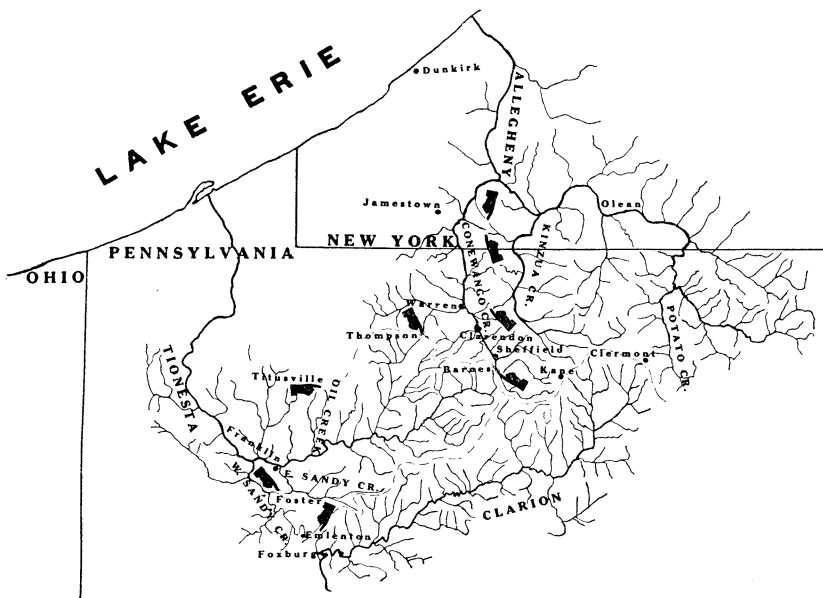 LAKE ERIE
Dunkirk
ALLEGHENY
Jamestown
Olean
CONEWANGO CR.
KINZUA CR.
NEW YORK
PENNSYLVANIA
OHIO
Warren
POTATO CR.
Thompson
Clarendon
Sheffield
Clermont
TIONESTA
Barnes
Kane
Titusville
OIL CREEK
Franklin
E. SANDY CR.
W. SANDY CR.
Foster
CLARION
Emlenton
Foxburg